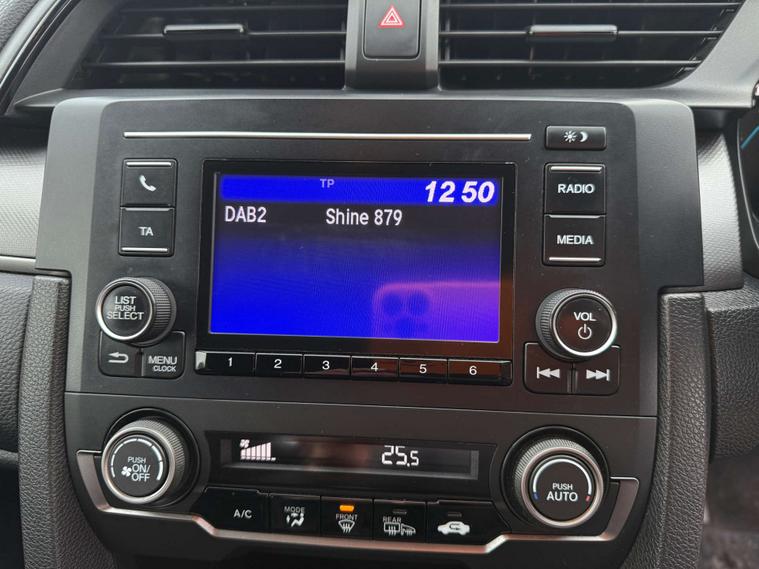 TP
12 50
DAB2 Shine 879
TA
RADIO
MEDIA
LIST
PUSH
SELECT
VOL
MENU
CLOCK
1 2 3 4 5 6
PUSH
ON/
OFF
25.5
PUSH
AUTO
A/C
MODE
FRONT
REAR